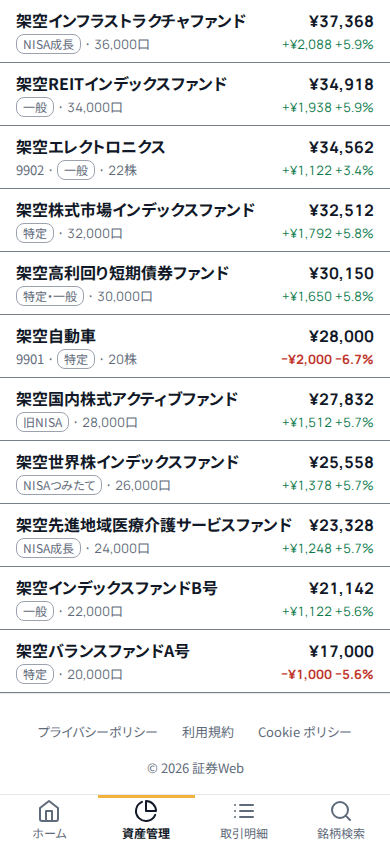 架空インフラストラクチャファンド ¥37,368
NISA成長 · 36,000口 +¥2,088 +5.9%
架空REITインデックスファンド ¥34,918
一般 · 34,000口 +¥1,938 +5.9%
架空エレクトロニクス ¥34,562
9902 · 一般 · 22株 +¥1,122 +3.4%
架空株式市場インデックスファンド ¥32,512
特定 · 32,000口 +¥1,792 +5.8%
架空高利回り短期債券ファンド ¥30,150
特定・一般 · 30,000口 +¥1,650 +5.8%
架空自動車 ¥28,000
9901 · 特定 · 20株 −¥2,000 −6.7%
架空国内株式アクティブファンド ¥27,832
旧NISA · 28,000口 +¥1,512 +5.7%
架空世界株インデックスファンド ¥25,558
NISAつみたて · 26,000口 +¥1,378 +5.7%
架空先進地域医療介護サービスファンド ¥23,328
NISA成長 · 24,000口 +¥1,248 +5.7%
架空インデックスファンドB号 ¥21,142
一般 · 22,000口 +¥1,122 +5.6%
架空バランスファンドA号 ¥17,000
特定 · 20,000口 −¥1,000 −5.6%
プライバシーポリシー 利用規約 Cookie ポリシー
© 2026 証券Web
ホーム 資産管理 取引明細 銘柄検索